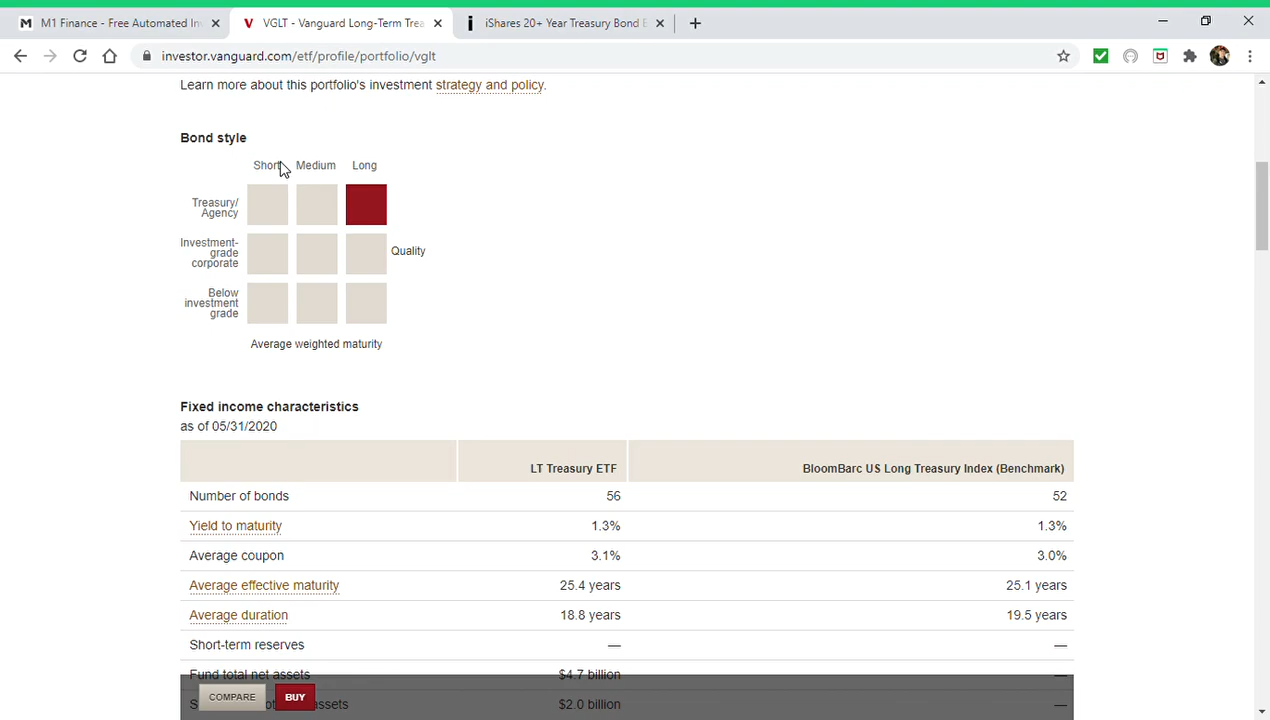 M1 Finance - Free Automated In
VGLT - Vanguard Long-Term Trea
iShares 20+ Year Treasury Bond E
investor.vanguard.com/etf/profile/portfolio/vglt
Learn more about this portfolio's investment strategy and policy.
Bond style
Short Medium Long
Treasury/
Agency
Investment-
grade
corporate
Quality
Below
investment
grade
Average weighted maturity
Fixed income characteristics
as of 05/31/2020
LT Treasury ETF BloomBarc US Long Treasury Index (Benchmark)
Number of bonds 56 52
Yield to maturity 1.3% 1.3%
Average coupon 3.1% 3.0%
Average effective maturity 25.4 years 25.1 years
Average duration 18.8 years 19.5 years
Short-term reserves — —
Fund total net assets $4.7 billion —
COMPARE BUY
assets $2.0 billion —